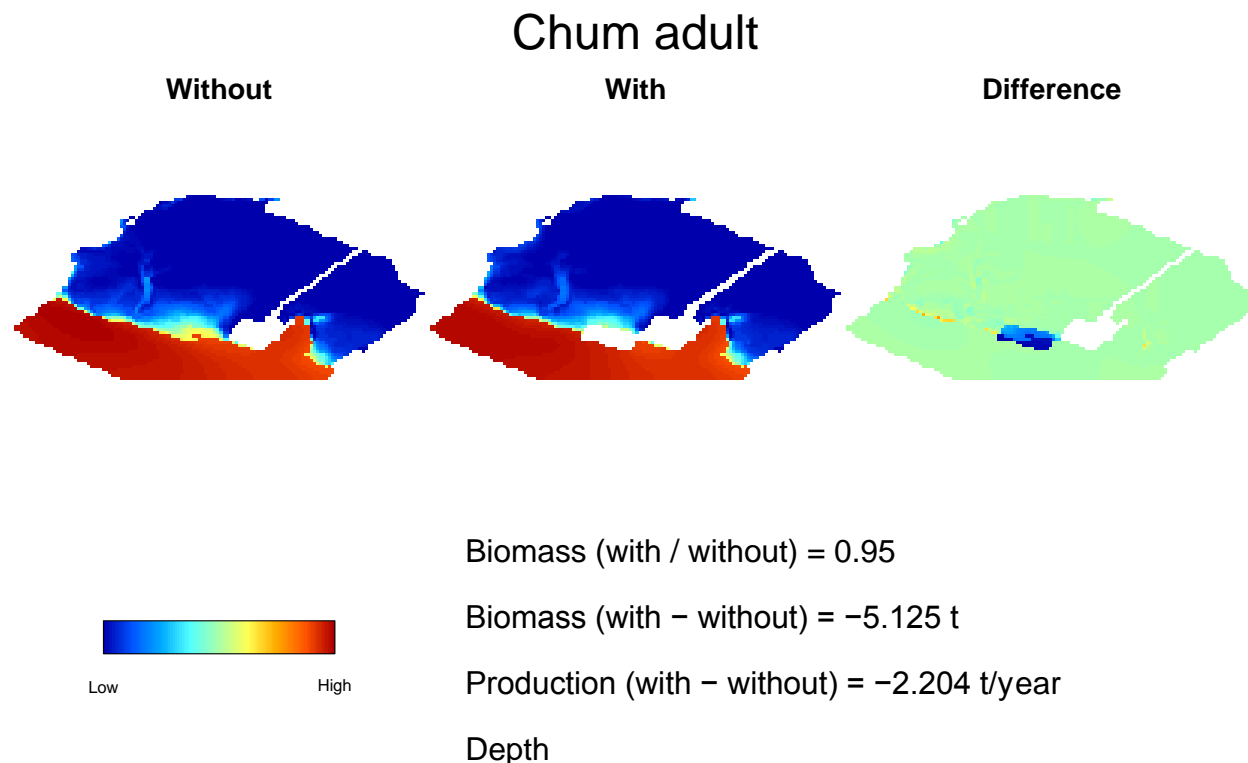 Chum adult
Without With Difference
Biomass (with / without) = 0.95
Biomass (with − without) = −5.125 t
Low High
Production (with − without) = −2.204 t/year
Depth